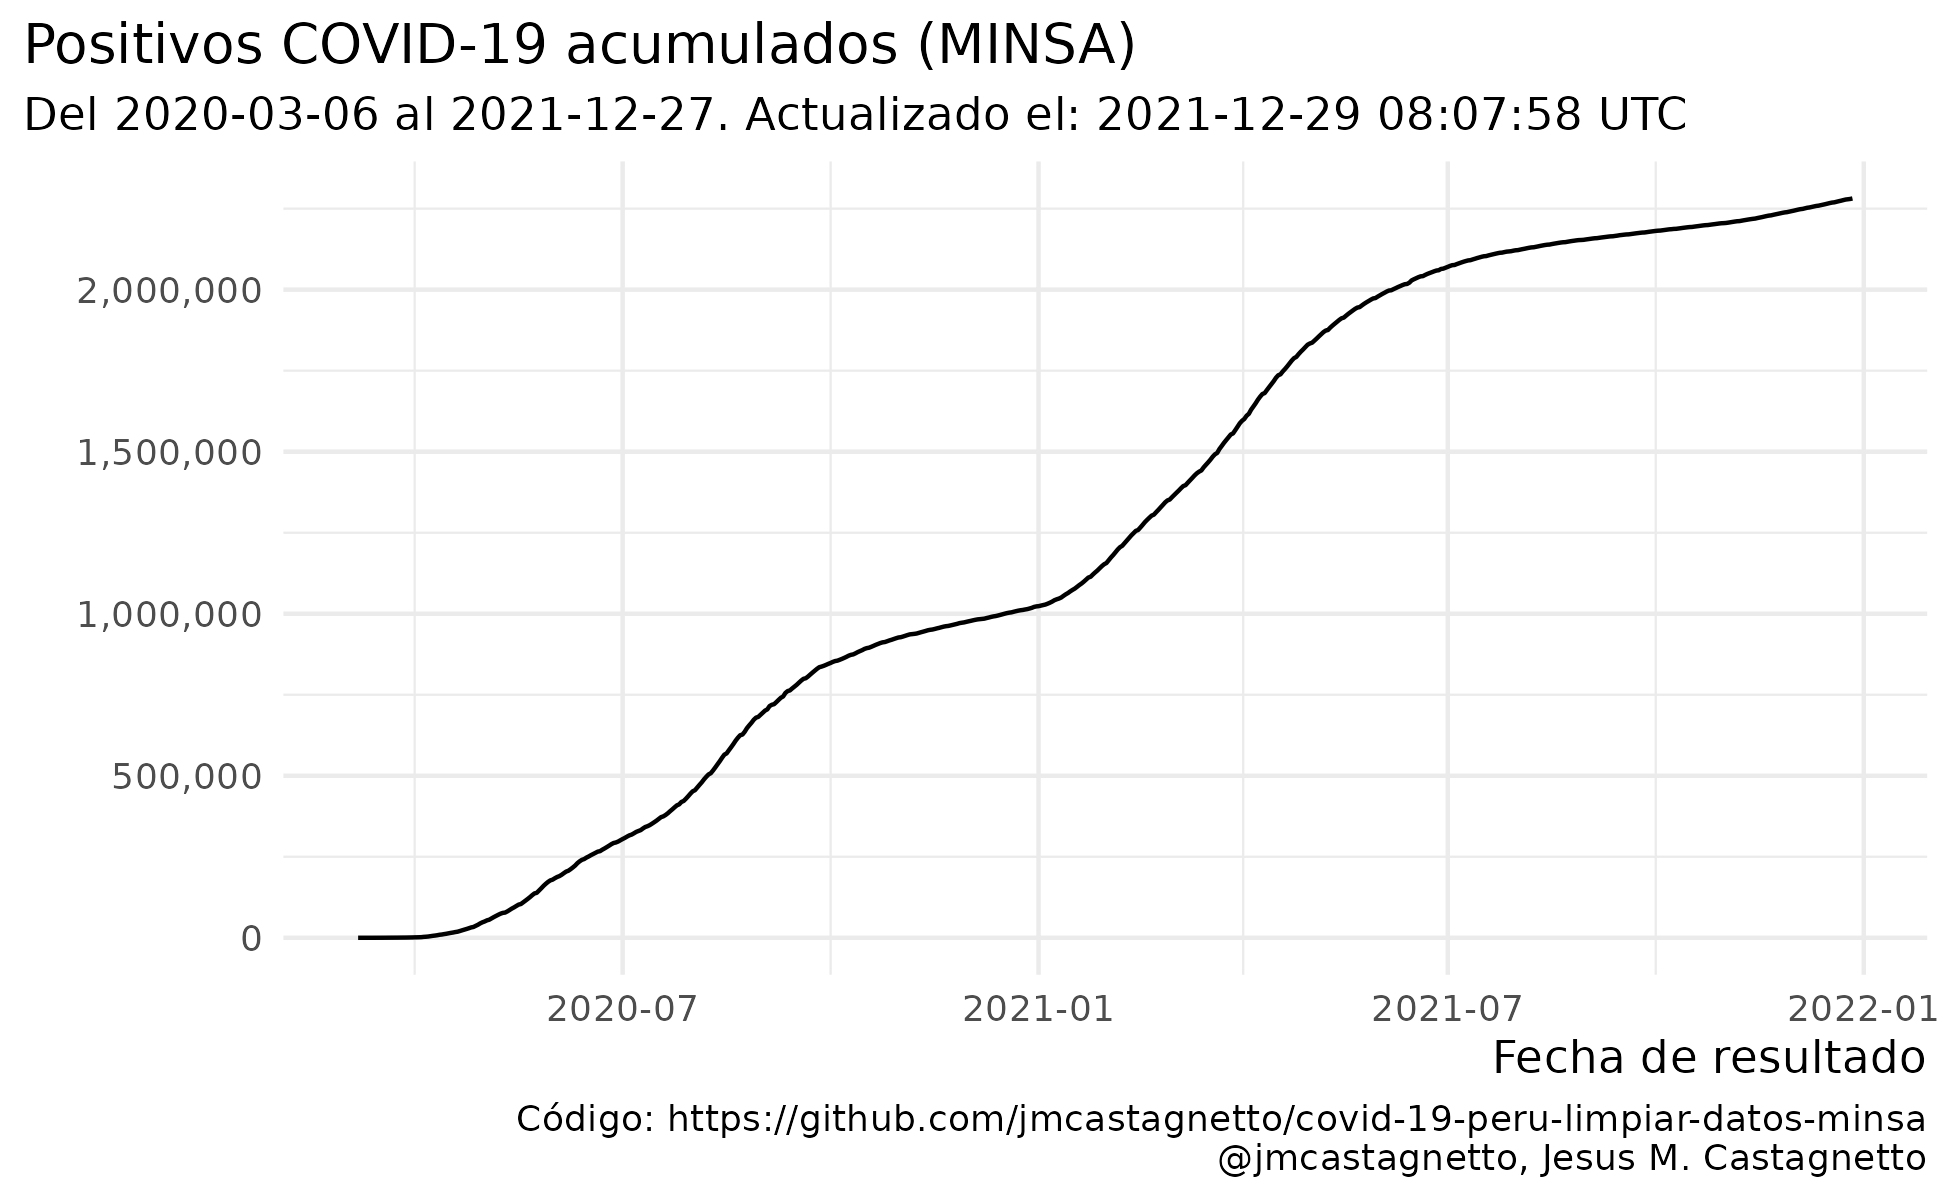 Positivos COVID-19 acumulados (MINSA)
Del 2020-03-06 al 2021-12-27. Actualizado el: 2021-12-29 08:07:58 UTC
2,000,000
1,500,000
1,000,000
500,000
0
2020-07 2021-01 2021-07 2022-01
Fecha de resultado
Código: https://github.com/jmcastagnetto/covid-19-peru-limpiar-datos-minsa
@jmcastagnetto, Jesus M. Castagnetto